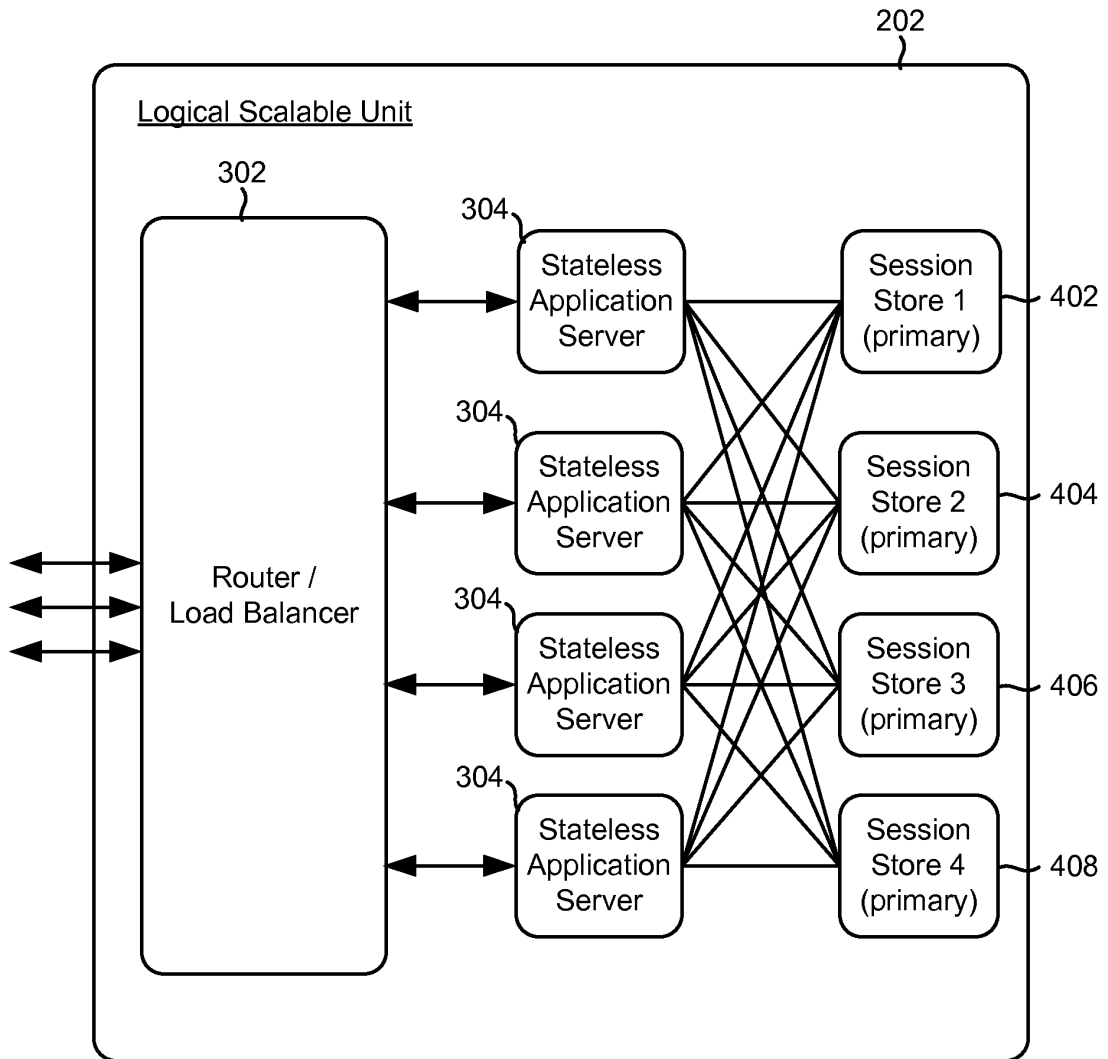 202
Logical Scalable Unit
302
304
Stateless
Application
Server
Session
Store 1
(primary)
402
304
Stateless
Application
Server
Session
Store 2
(primary)
404
Router /
Load Balancer
304
Stateless
Application
Server
Session
Store 3
(primary)
406
304
Stateless
Application
Server
Session
Store 4
(primary)
408